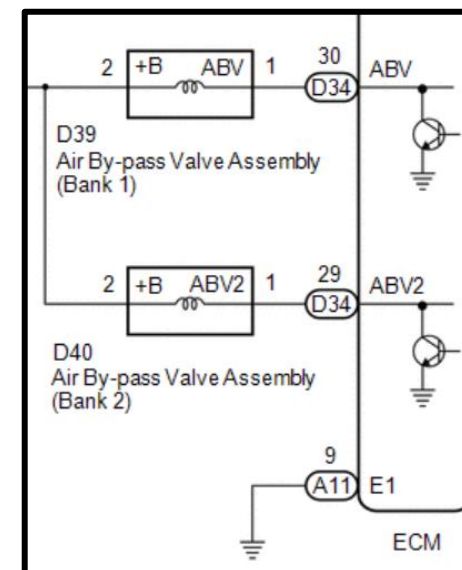 2 +B ABV 1 30 D34 ABV
D39
Air By-pass Valve Assembly
(Bank 1)
2 +B ABV2 1 29 D34 ABV2
D40
Air By-pass Valve Assembly
(Bank 2)
9
A11 E1
ECM